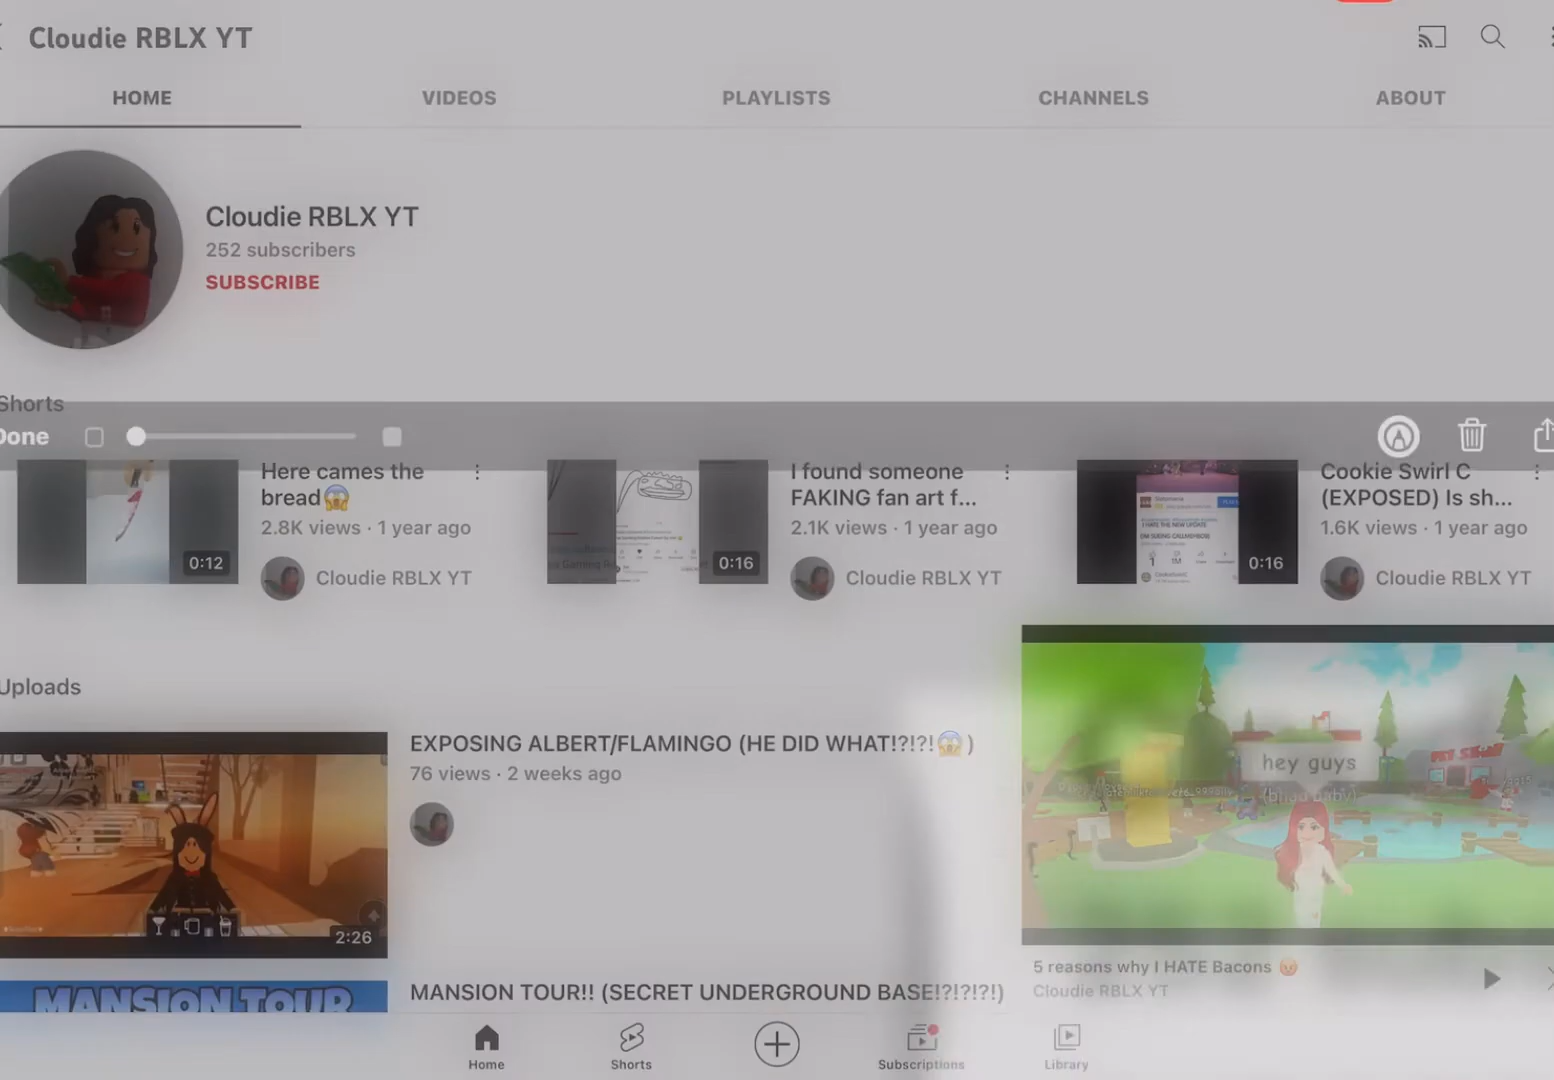 Cloudie RBLX YT
HOME VIDEOS PLAYLISTS CHANNELS ABOUT
Cloudie RBLX YT
252 subscribers
SUBSCRIBE
Shorts
Done
Here cames the
bread😱
2.8K views · 1 year ago
0:12
Cloudie RBLX YT
I found someone
FAKING fan art f...
2.1K views · 1 year ago
0:16
Cloudie RBLX YT
Cookie Swirl C
(EXPOSED) Is sh...
1.6K views · 1 year ago
0:16
Cloudie RBLX YT
Uploads
EXPOSING ALBERT/FLAMINGO (HE DID WHAT!?!?!😱)
76 views · 2 weeks ago
2:26
hey guys
5 reasons why I HATE Bacons 😡
Cloudie RBLX YT
MANSION TOUR
MANSION TOUR!! (SECRET UNDERGROUND BASE!?!?!?!)
Home Shorts Subscriptions Library